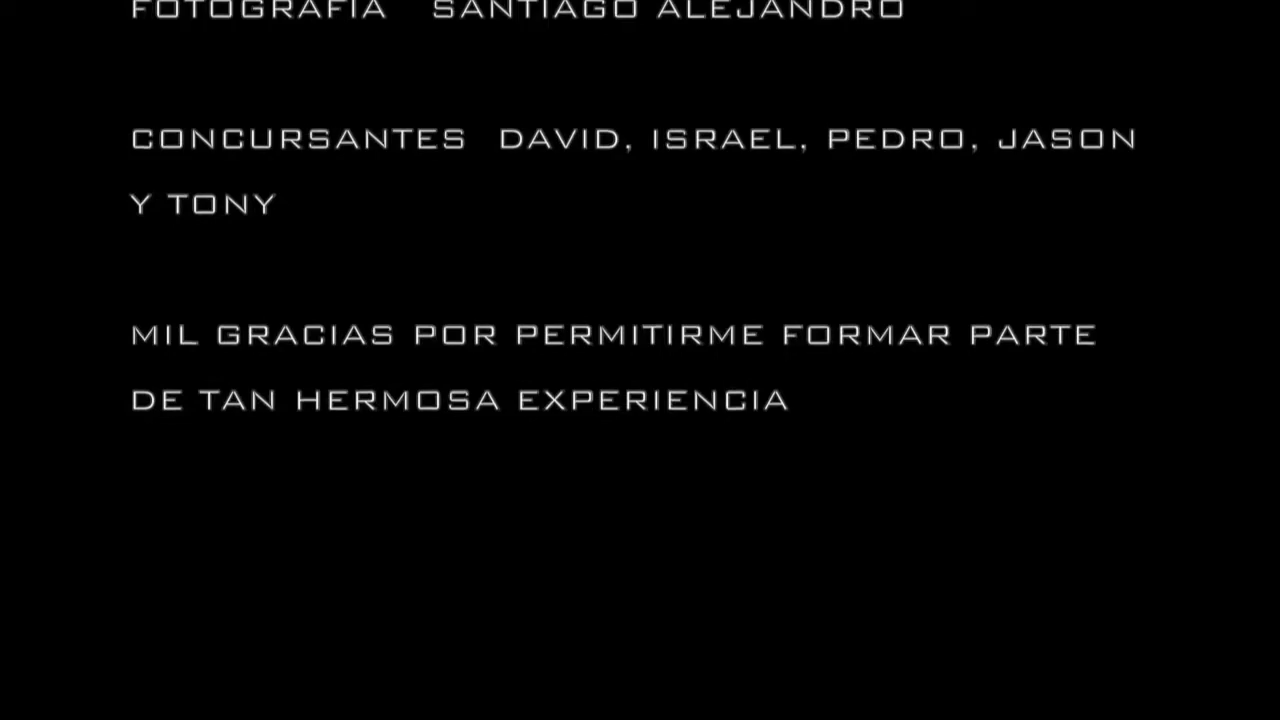 FOTOGRAFIA SANTIAGO ALEJANDRO
CONCURSANTES DAVID, ISRAEL, PEDRO, JASON
Y TONY
MIL GRACIAS POR PERMITIRME FORMAR PARTE
DE TAN HERMOSA EXPERIENCIA